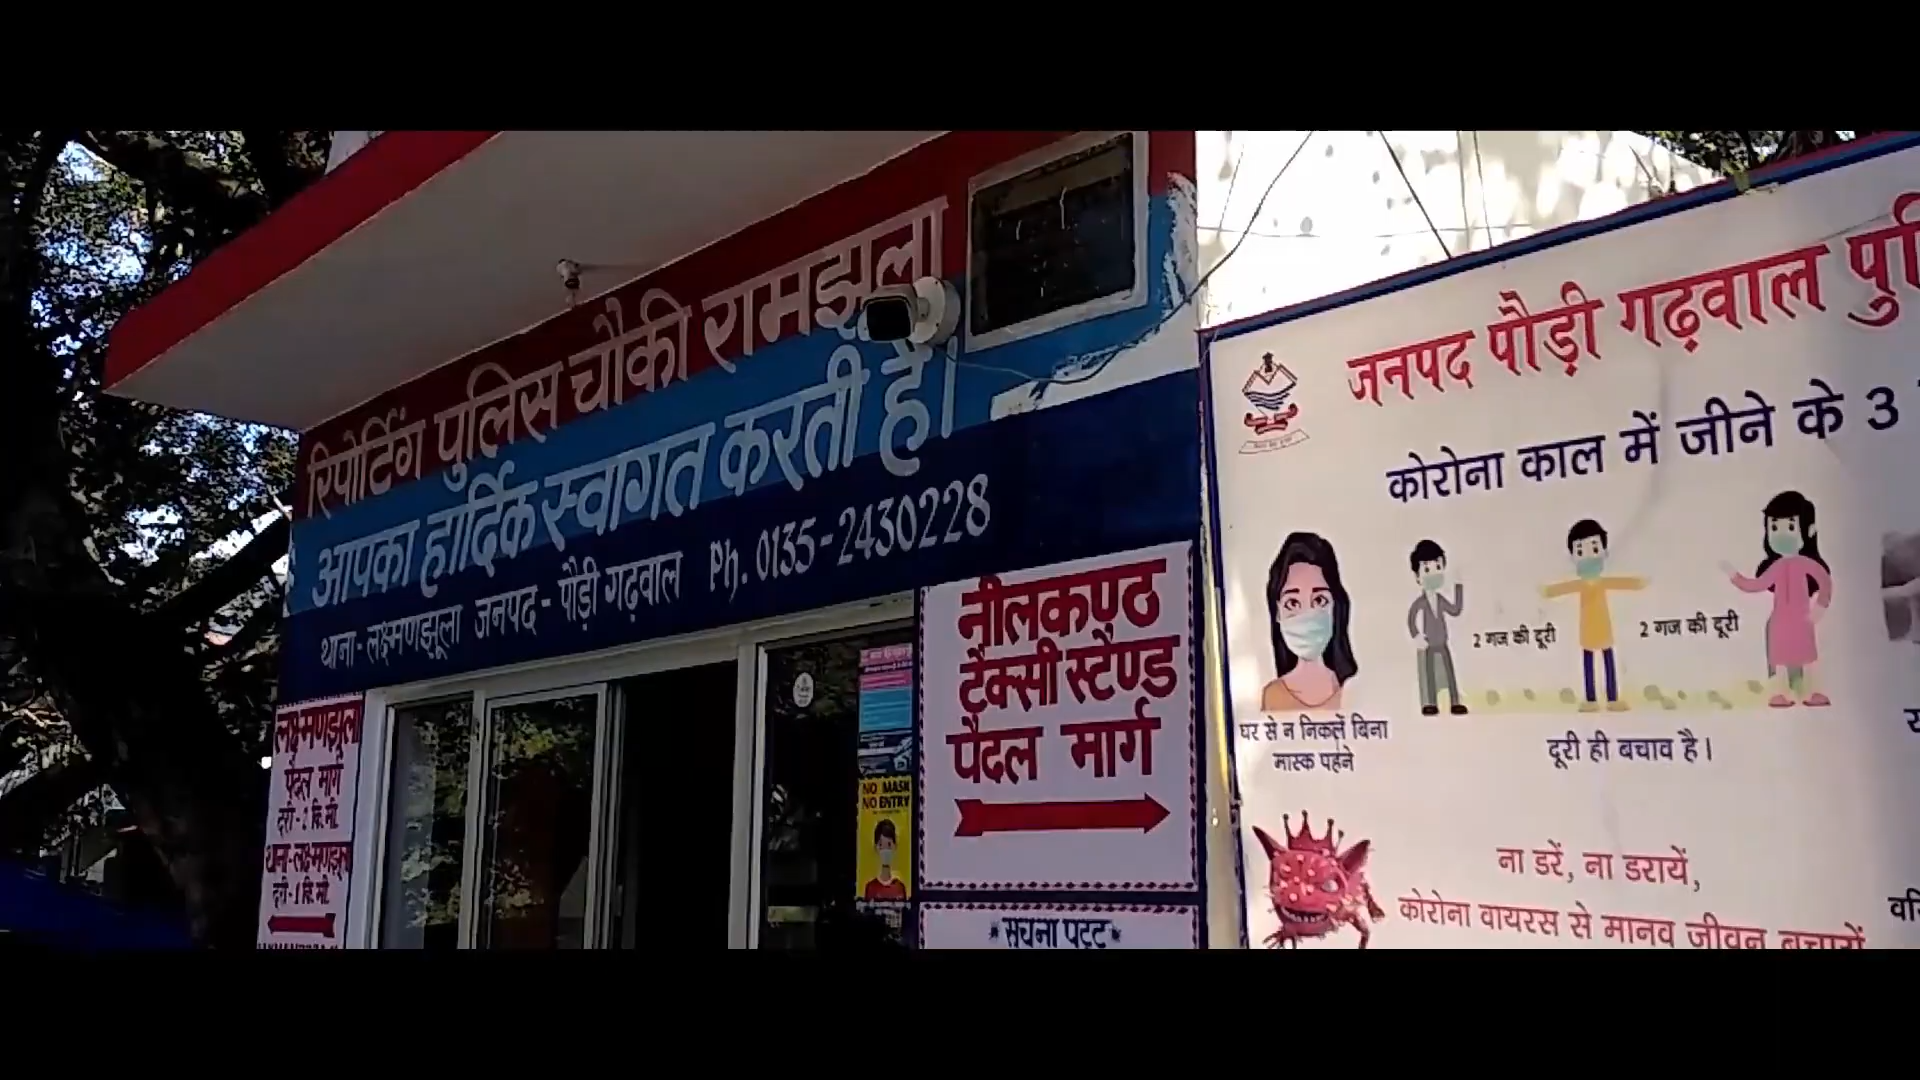 रिपोर्टिंग पुलिस चौकी रामझूला
आपका हार्दिक स्वागत करती है।
थाना-लक्ष्मणझूला जनपद-पौड़ी गढ़वाल Ph. 0135-2430228
लक्ष्मणझूला
पैदल मार्ग
दूरी-2 कि.मी.
थाना-लक्ष्मणझूला
दूरी-1 कि.मी.
NO MASK
NO ENTRY
नीलकण्ठ
टैक्सी स्टैण्ड
पैदल मार्ग
*सूचना पट्ट*
जनपद पौड़ी गढ़वाल
कोरोना काल में जीने के 3
2 गज की दूरी
2 गज की दूरी
घर से न निकलें बिना
मास्क पहने
दूरी ही बचाव है।
ना डरें, ना डरायें,
कोरोना वायरस से मानव जीवन बचायें